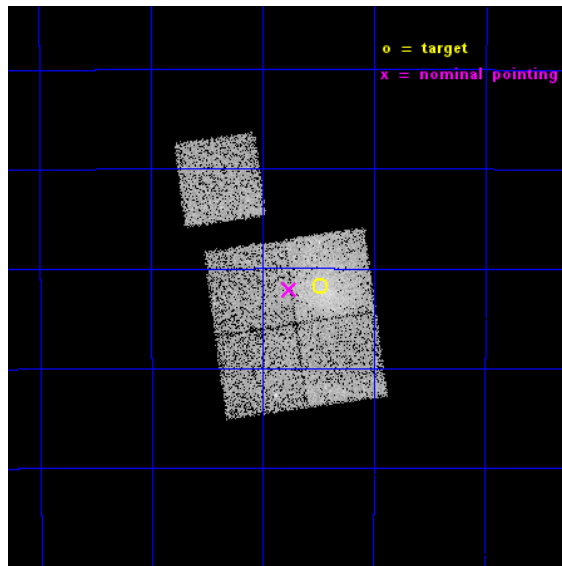 o = target
x = nominal pointing